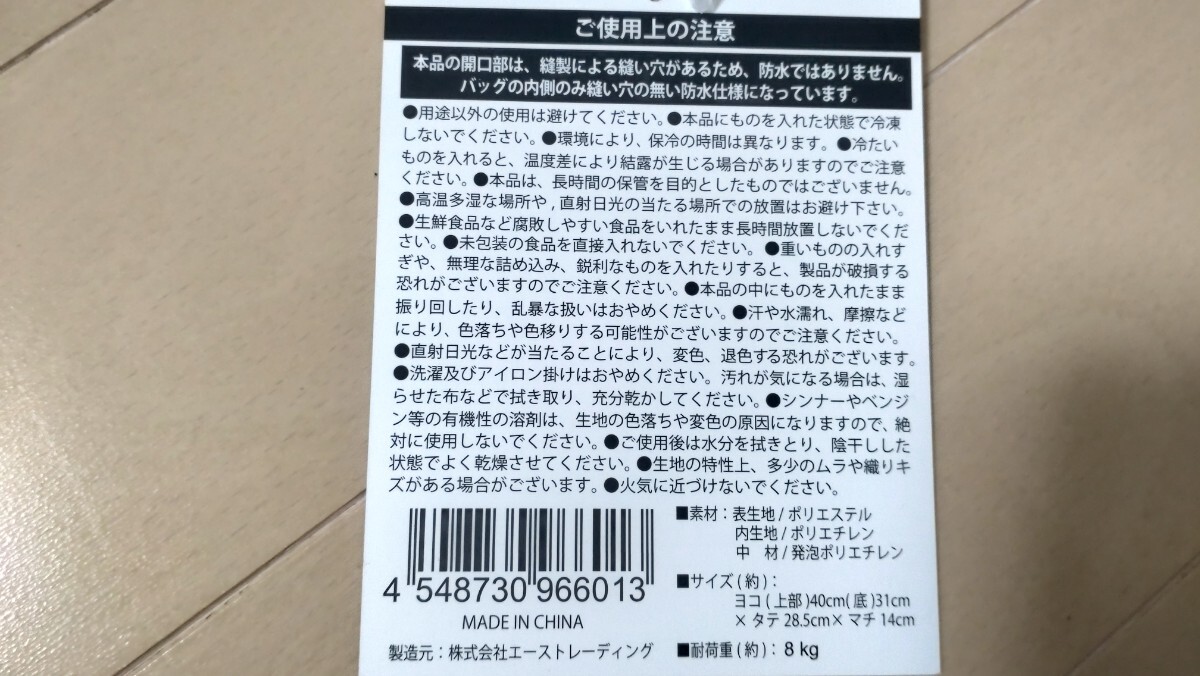 ご使用上の注意
本品の開口部は、縫製による縫い穴があるため、防水ではありません。
バッグの内側のみ縫い穴の無い防水仕様になっています。
●用途以外の使用は避けてください。●本品にものを入れた状態で冷凍
しないでください。●環境により、保冷の時間は異なります。●冷たい
ものを入れると、温度差により結露が生じる場合がありますのでご注意
ください。●本品は、長時間の保管を目的としたものではございません。
●高温多湿な場所や,直射日光の当たる場所での放置はお避け下さい。
●生鮮食品など腐敗しやすい食品をいれたまま長時間放置しないでくだ
さい。●未包装の食品を直接入れないでください。●重いものの入れす
ぎや、無理な詰め込み、鋭利なものを入れたりすると、製品が破損する
恐れがございますのでご注意ください。●本品の中にものを入れたまま
振り回したり、乱暴な扱いはおやめください。●汗や水濡れ、摩擦など
により、色落ちや色移りする可能性がございますのでご注意ください。
●直射日光などが当たることにより、変色、退色する恐れがございます。
●洗濯及びアイロン掛けはおやめください。汚れが気になる場合は、湿
らせた布などで拭き取り、充分乾かしてください。●シンナーやベンジ
ン等の有機性の溶剤は、生地の色落ちや変色の原因になりますので、絶
対に使用しないでください。●ご使用後は水分を拭きとり、陰干しした
状態でよく乾燥させてください。●生地の特性上、多少のムラや織りキ
ズがある場合がございます。●火気に近づけないでください。
4 548730 966013
MADE IN CHINA
製造元:株式会社エーストレーディング
■素材:表生地/ポリエステル
内生地/ポリエチレン
中 材/発泡ポリエチレン
■サイズ(約):
ヨコ(上部)40cm(底)31cm
×タテ28.5cm×マチ14cm
■耐荷重(約):8kg